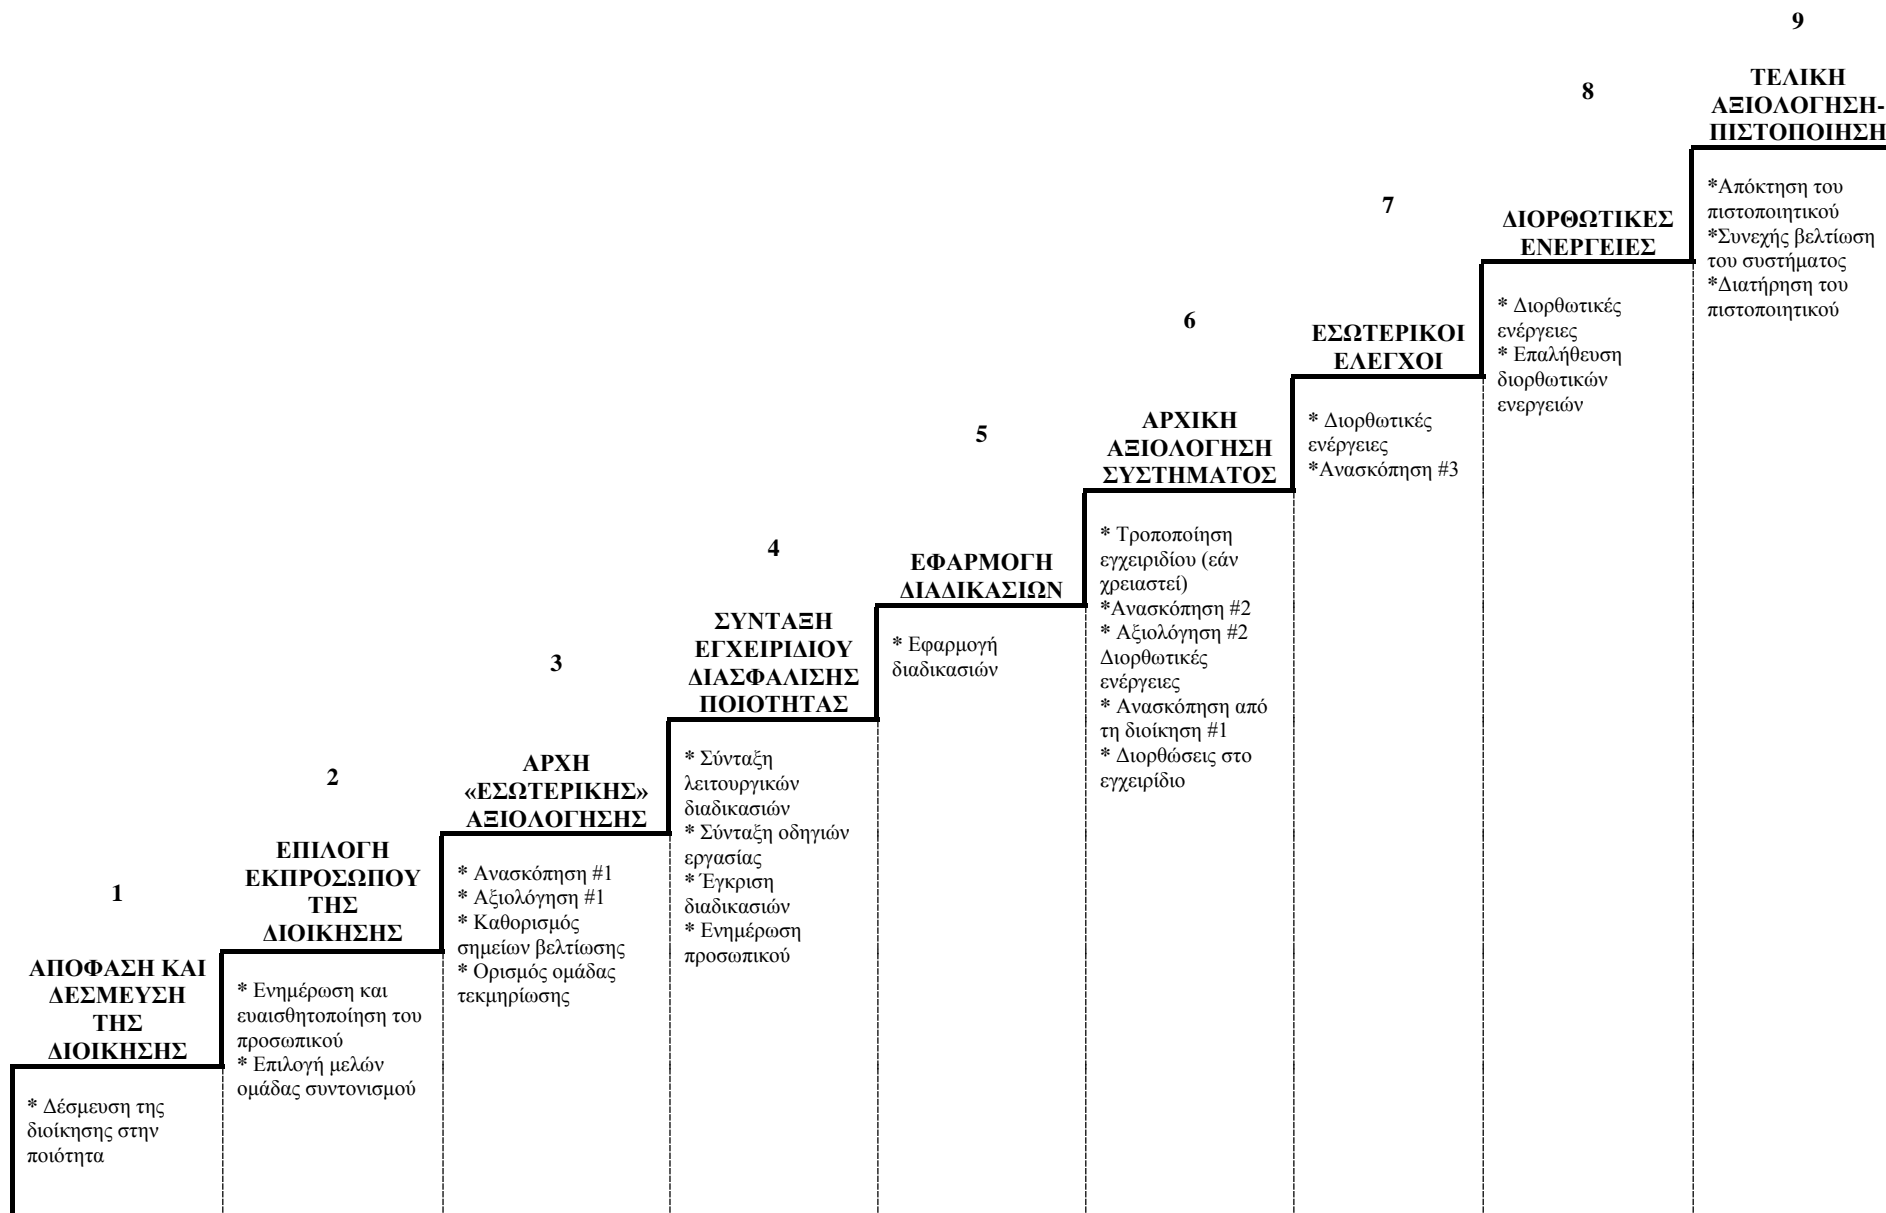 1
ΑΠΟΦΑΣΗ ΚΑΙ
ΔΕΣΜΕΥΣΗ
ΤΗΣ
ΔΙΟΙΚΗΣΗΣ
* Δέσμευση της
διοίκησης στην
ποιότητα
2
ΕΠΙΛΟΓΗ
ΕΚΠΡΟΣΩΠΟΥ
ΤΗΣ
ΔΙΟΙΚΗΣΗΣ
* Ενημέρωση και
ευαισθητοποίηση του
προσωπικού
* Επιλογή μελών
ομάδας συντονισμού
3
ΑΡΧΗ
«ΕΣΩΤΕΡΙΚΗΣ»
ΑΞΙΟΛΟΓΗΣΗΣ
* Ανασκόπηση #1
* Αξιολόγηση #1
* Καθορισμός
σημείων βελτίωσης
* Ορισμός ομάδας
τεκμηρίωσης
4
ΣΥΝΤΑΞΗ
ΕΓΧΕΙΡΙΔΙΟΥ
ΔΙΑΣΦΑΛΙΣΗΣ
ΠΟΙΟΤΗΤΑΣ
* Σύνταξη
λειτουργικών
διαδικασιών
* Σύνταξη οδηγιών
εργασίας
* Έγκριση
διαδικασιών
* Ενημέρωση
προσωπικού
5
ΕΦΑΡΜΟΓΗ
ΔΙΑΔΙΚΑΣΙΩΝ
* Εφαρμογή
διαδικασιών
6
ΑΡΧΙΚΗ
ΑΞΙΟΛΟΓΗΣΗ
ΣΥΣΤΗΜΑΤΟΣ
* Τροποποίηση
εγχειριδίου (εάν
χρειαστεί)
*Ανασκόπηση #2
* Αξιολόγηση #2
Διορθωτικές
ενέργειες
* Ανασκόπηση από
τη διοίκηση #1
* Διορθώσεις στο
εγχειρίδιο
7
ΕΣΩΤΕΡΙΚΟΙ
ΕΛΕΓΧΟΙ
* Διορθωτικές
ενέργειες
*Ανασκόπηση #3
8
ΔΙΟΡΘΩΤΙΚΕΣ
ΕΝΕΡΓΕΙΕΣ
* Διορθωτικές
ενέργειες
* Επαλήθευση
διορθωτικών
ενεργειών
9
ΤΕΛΙΚΗ
ΑΞΙΟΛΟΓΗΣΗ-
ΠΙΣΤΟΠΟΙΗΣΗ
*Απόκτηση του
πιστοποιητικού
*Συνεχής βελτίωση
του συστήματος
*Διατήρηση του
πιστοποιητικού